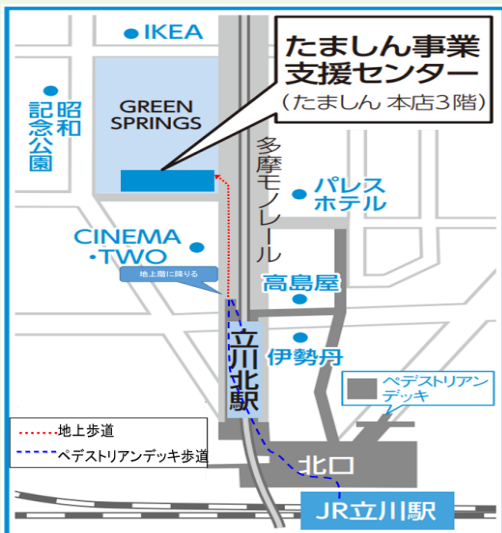 IKEA
たましん事業
支援センター
(たましん 本店3階)
昭和
記念公園
GREEN
SPRINGS
多摩モノレール
パレス
ホテル
CINEMA
・TWO
地上階に降りる
高島屋
立川北駅
伊勢丹
ペデストリアン
デッキ
地上歩道
ペデストリアンデッキ歩道
北口
JR立川駅